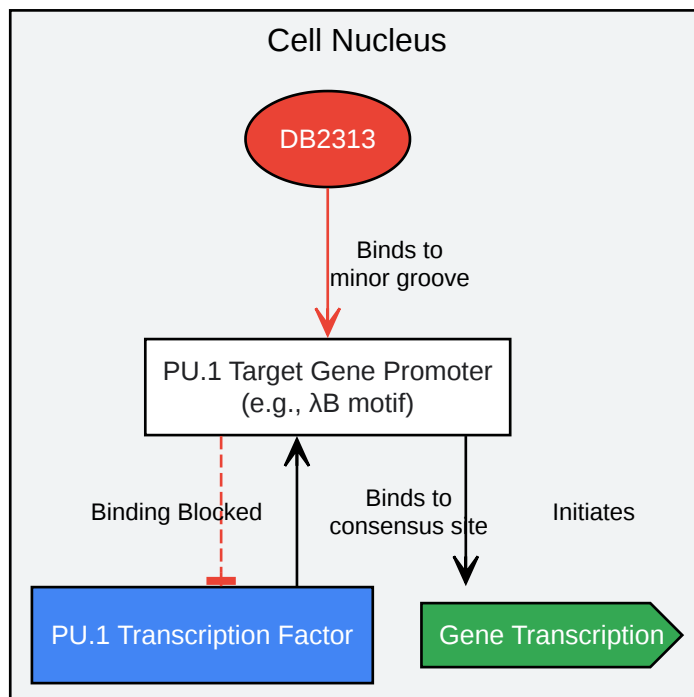 Cell Nucleus
DB2313
Binds to
minor groove
PU.1 Target Gene Promoter
(e.g., λB motif)
Binding Blocked
Binds to
consensus site
Initiates
PU.1 Transcription Factor
Gene Transcription